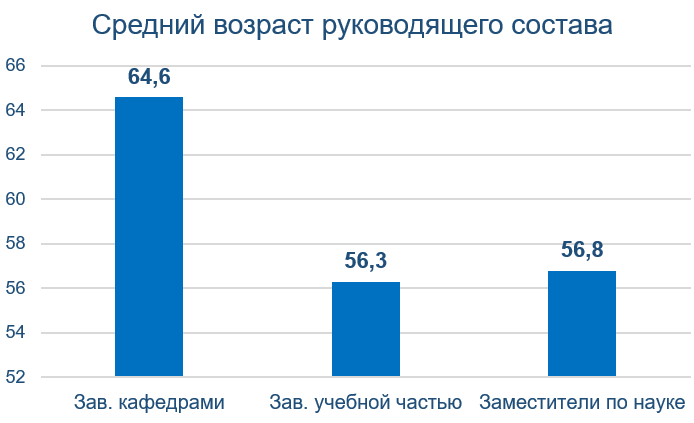 Средний возраст руководящего состава
66
64,6
64
62
60
58
56,8
56,3
56
54
52
Зав. кафедрами
Зав. учебной частью
Заместители по науке